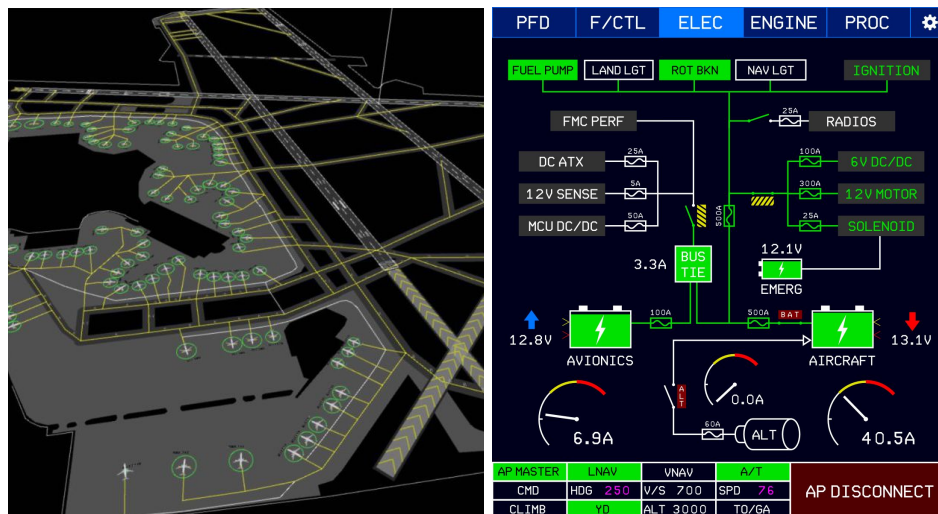 PFD F/CTL ELEC ENGINE PROC
FUEL PUMP LAND LGT ROT BKN NAV LGT IGNITION
25A
FMC PERF RADIOS
25A 100A
DC ATX 6V DC/DC
5A 300A
12V SENSE 12V MOTOR
50A 500A 25A
MCU DC/DC SOLENOID
12.1V
3.3A BUS TIE
EMERG
100A 500A BAT
12.8V 13.1V
AVIONICS AIRCRAFT
ALT
0.0A
60A
6.9A ALT 40.5A
AP MASTER LNAV VNAV A/T
CMD HDG 250 V/S 700 SPD 76 AP DISCONNECT
CLIMB YD ALT 3000 TO/GA